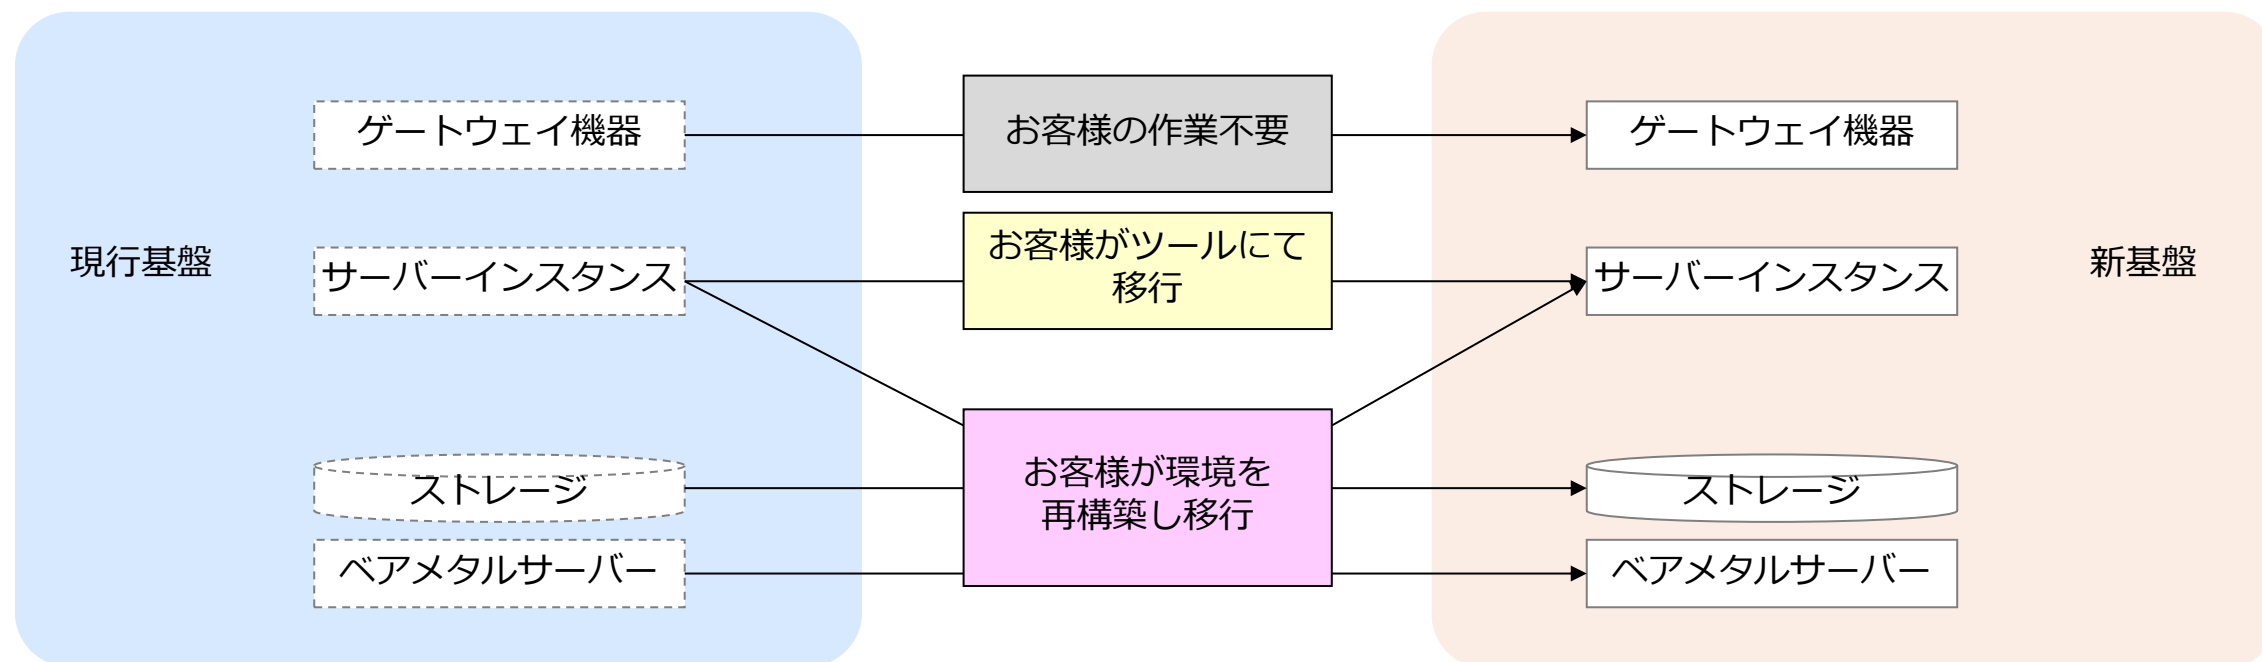 現行基盤
ゲートウェイ機器
サーバーインスタンス
ストレージ
ベアメタルサーバー
お客様の作業不要
お客様がツールにて
移行
お客様が環境を
再構築し移行
ゲートウェイ機器
サーバーインスタンス
ストレージ
ベアメタルサーバー
新基盤